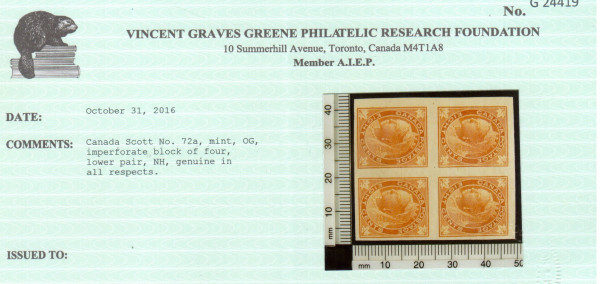 No. G 24419
VINCENT GRAVES GREENE PHILATELIC RESEARCH FOUNDATION
10 Summerhill Avenue, Toronto, Canada M4T1A8
Member A.I.E.P.
DATE: October 31, 2016
COMMENTS: Canada Scott No. 72a, mint, OG,
imperforate block of four,
lower pair, NH, genuine in
all respects.
40
30
20
10
mm
mm 10 20 30 40 50
ISSUED TO: